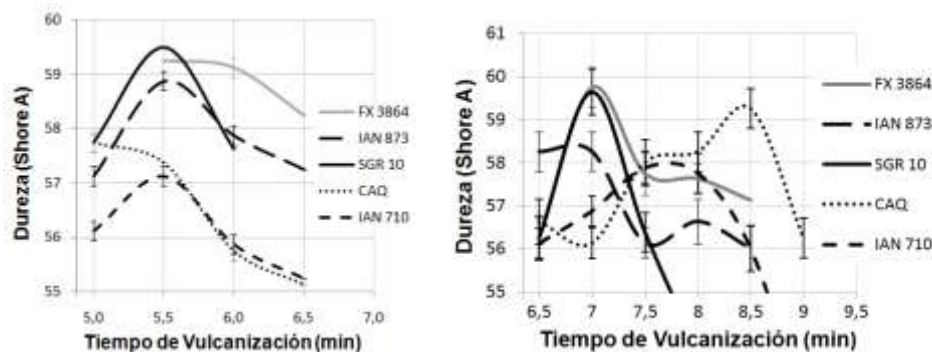 60
59
58
57
56
55
Dureza (Shore A)
5,0 5,5 6,0 6,5 7,0
Tiempo de Vulcanización (min)
FX 3864
IAN 873
SGR 10
CAQ
IAN 710
61
60
59
58
57
56
55
Dureza (Shore A)
6,5 7 7,5 8 8,5 9 9,5
Tiempo de Vulcanización (min)
FX 3864
IAN 873
SGR 10
CAQ
IAN 710